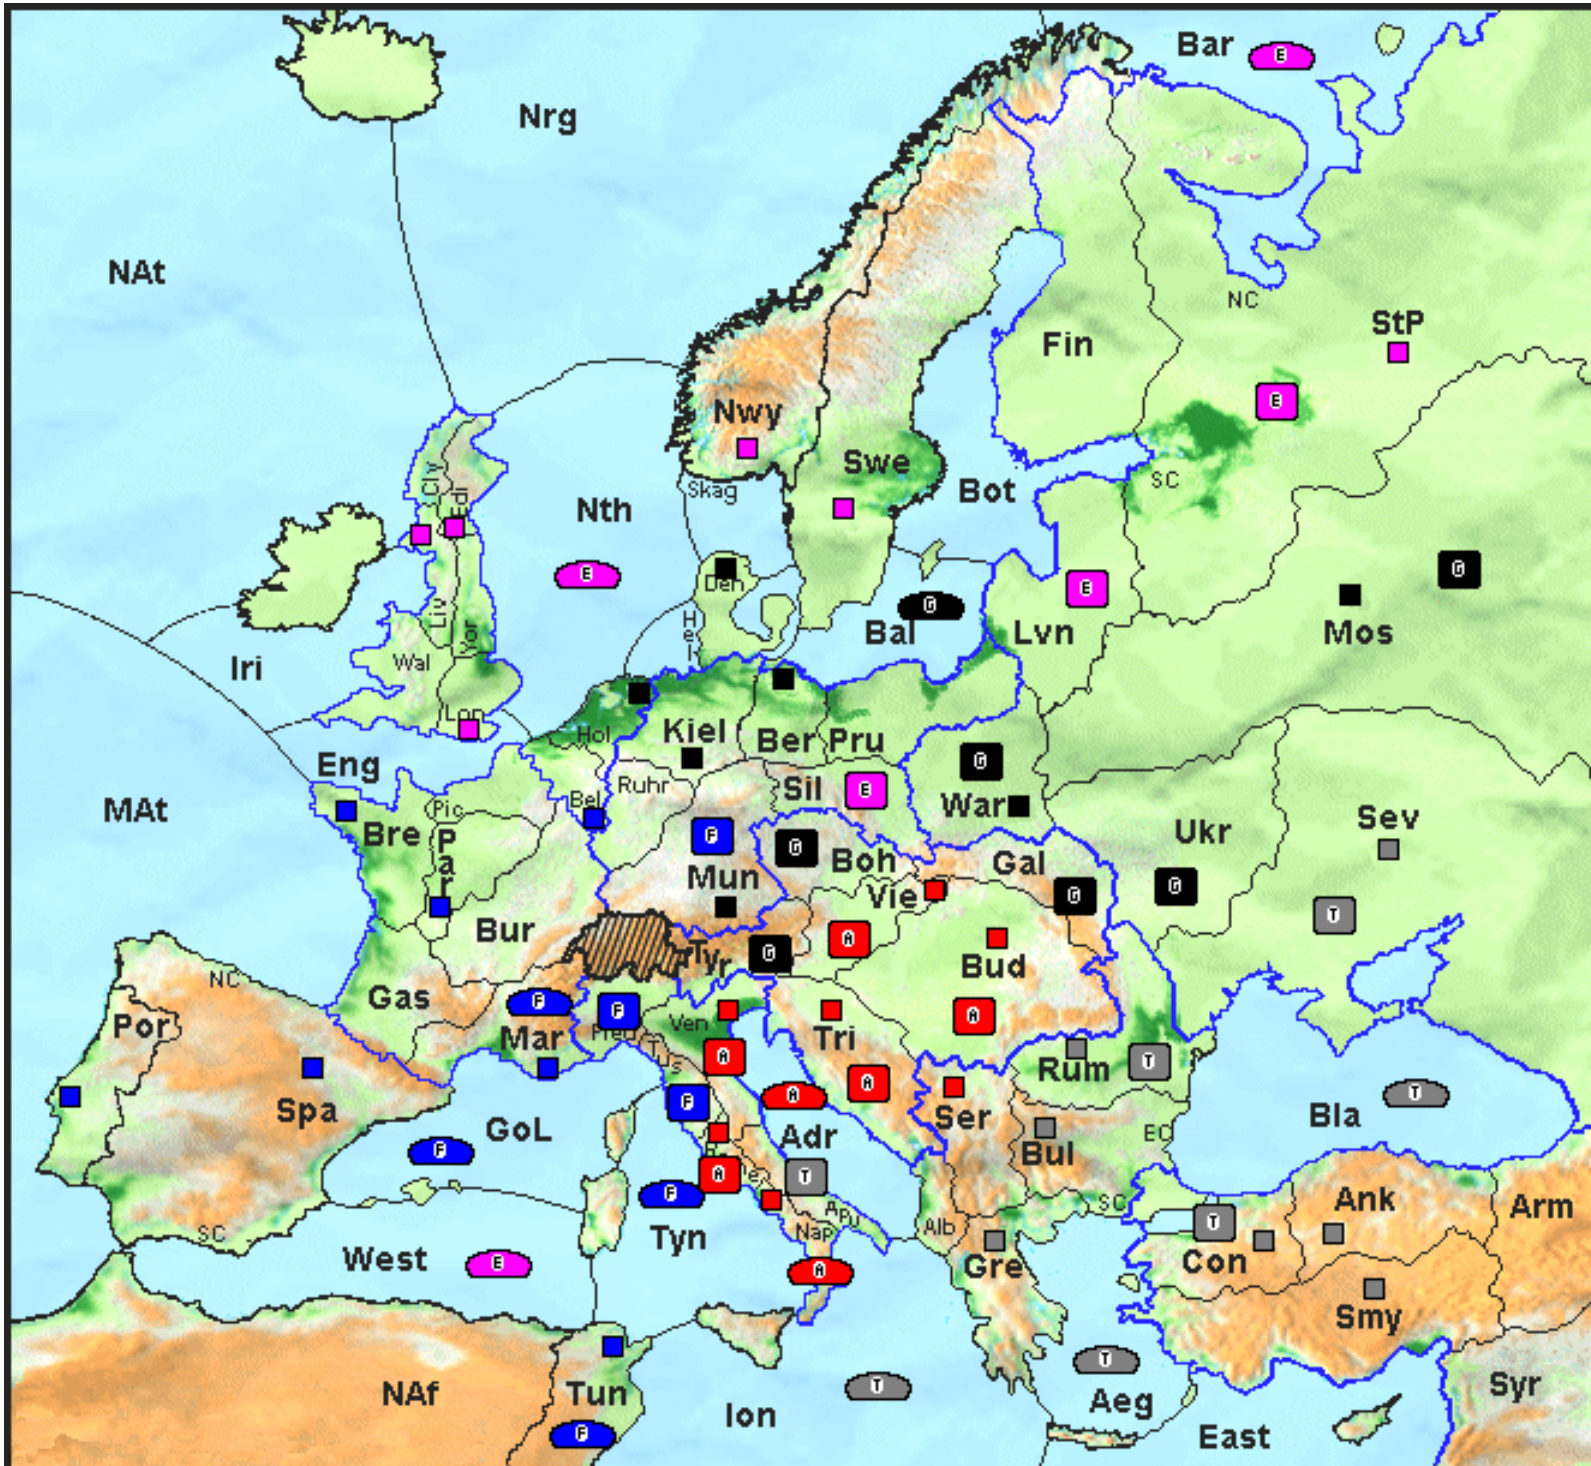 Bar
E
Nrg
NAt
NC
StP
Fin
E
Nwy
Swe
Cly
Edi
Skag
Bot
SC
Nth
E
Den
G
Bal
E
Lvn
G
Mos
Hel
Liv
Yor
Iri
Wal
Lon
Hol
Kiel
Ber
Pru
G
War
Eng
Ruhr
Sil
E
MAt
Pic
Bel
Bre
Par
F
Mun
G
Boh
Gal
Ukr
Sev
Vie
G
G
T
Bur
Tyr
G
A
Bud
NC
Gas
F
Mar
F
Pied
Ven
Tri
A
Por
Tus
A
A
Rum
T
Spa
GoL
F
A
Adr
Ser
Bul
EC
Bla
T
F
F
A
T
SC
Ank
Arm
SC
West
E
Tyn
Apu
Nap
Alb
Gre
T
Con
A
Smy
NAf
Tun
F
Ion
T
T
Aeg
East
Syr